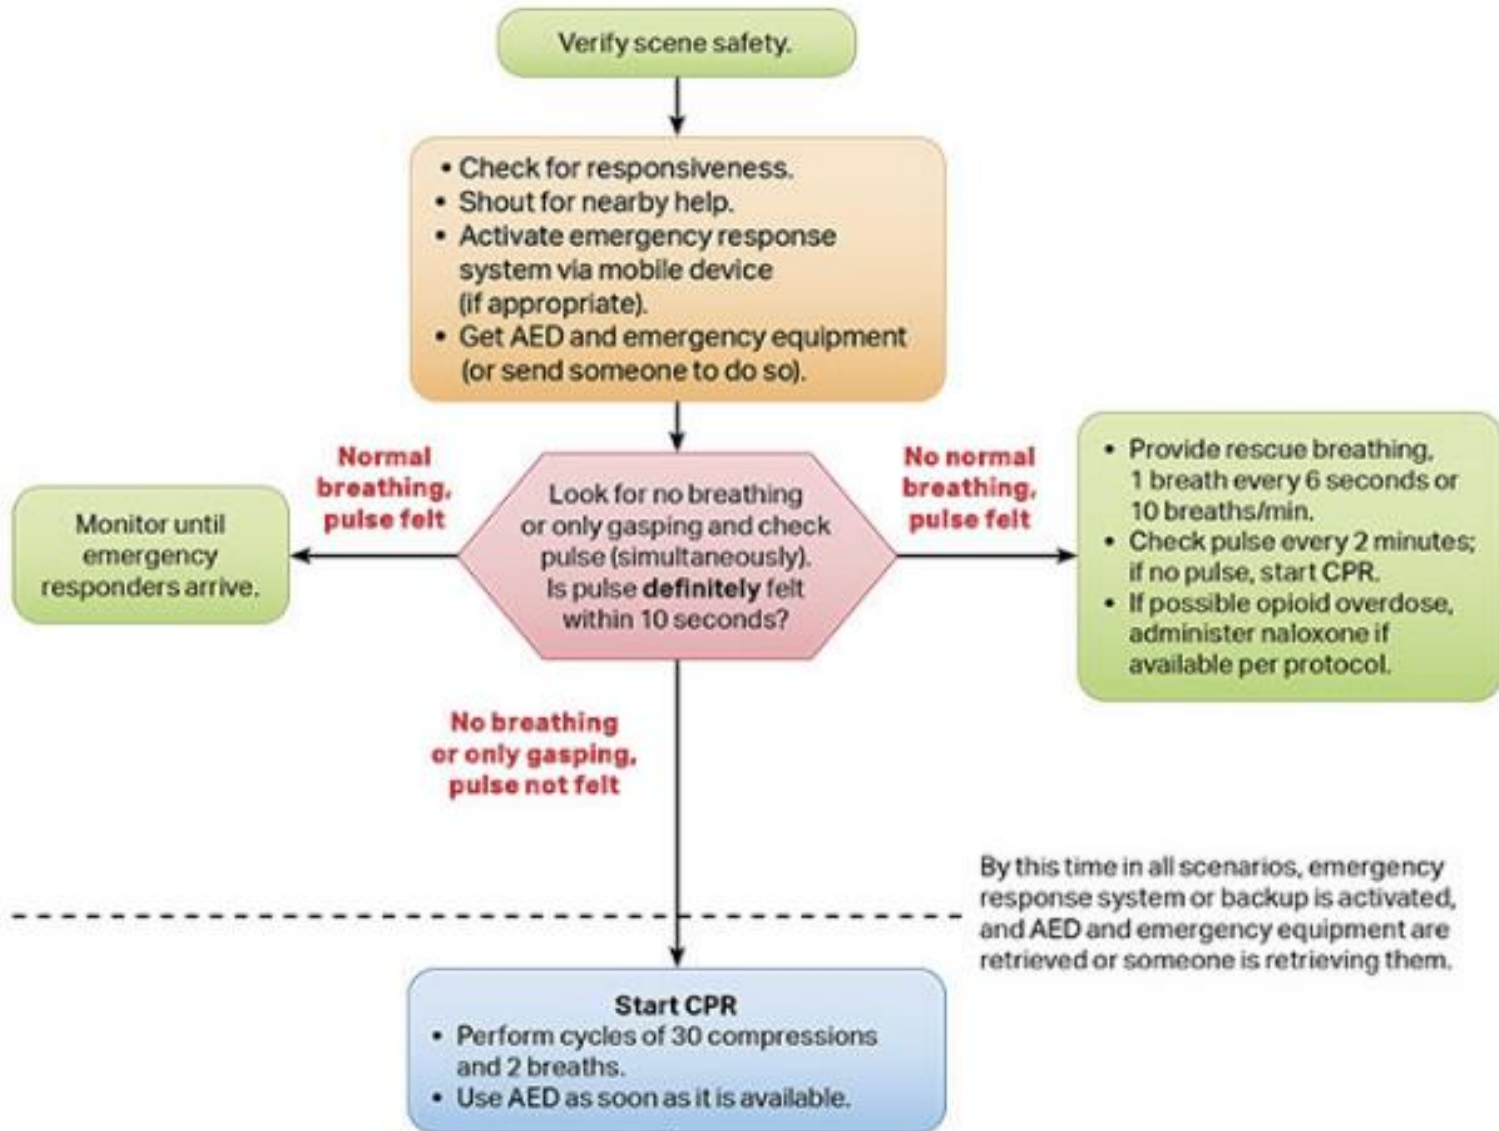 Verify scene safety.
• Check for responsiveness.
• Shout for nearby help.
• Activate emergency response
system via mobile device
(if appropriate).
• Get AED and emergency equipment
(or send someone to do so).
Normal
breathing,
pulse felt
No normal
breathing,
pulse felt
Monitor until
emergency
responders arrive.
Look for no breathing
or only gasping and check
pulse (simultaneously).
Is pulse definitely felt
within 10 seconds?
• Provide rescue breathing,
1 breath every 6 seconds or
10 breaths/min.
• Check pulse every 2 minutes;
if no pulse, start CPR.
• If possible opioid overdose,
administer naloxone if
available per protocol.
No breathing
or only gasping,
pulse not felt
By this time in all scenarios, emergency
response system or backup is activated,
and AED and emergency equipment are
retrieved or someone is retrieving them.
Start CPR
• Perform cycles of 30 compressions
and 2 breaths.
• Use AED as soon as it is available.